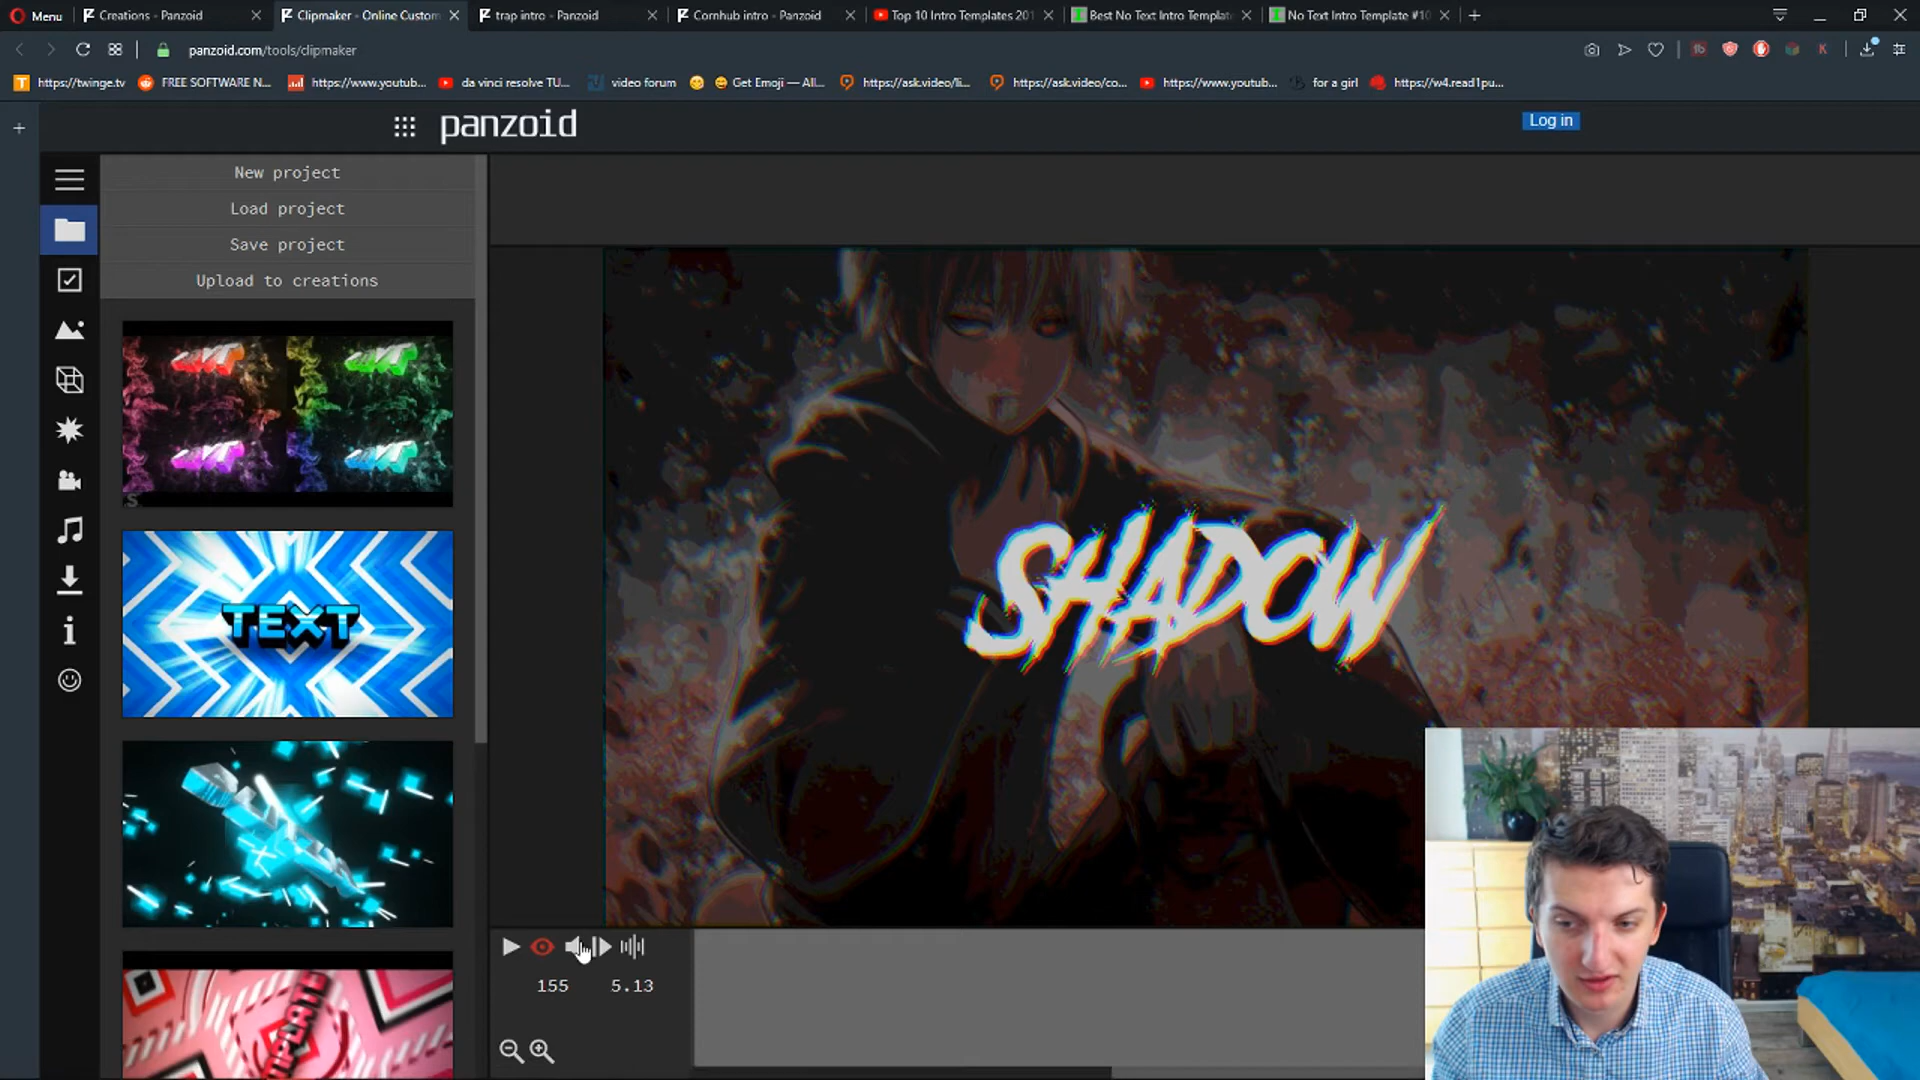 Menu
Creations - Panzoid
Clipmaker - Online Custom
trap intro - Panzoid
Cornhub intro - Panzoid
Top 10 Intro Templates 201
Best No Text Intro Templat
No Text Intro Template #10
panzoid.com/tools/clipmaker
https://twinge.tv
FREE SOFTWARE N...
https://www.youtub...
da vinci resolve TU...
video forum
Get Emoji — All...
https://ask.video/li...
https://ask.video/co...
https://www.youtub...
for a girl
https://w4.read1pu...
panzoid
Log in
New project
Load project
Save project
Upload to creations
TEXT
SHADOW
155
5.13